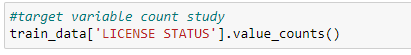 #target variable count study
train_data['LICENSE STATUS'].value_counts()